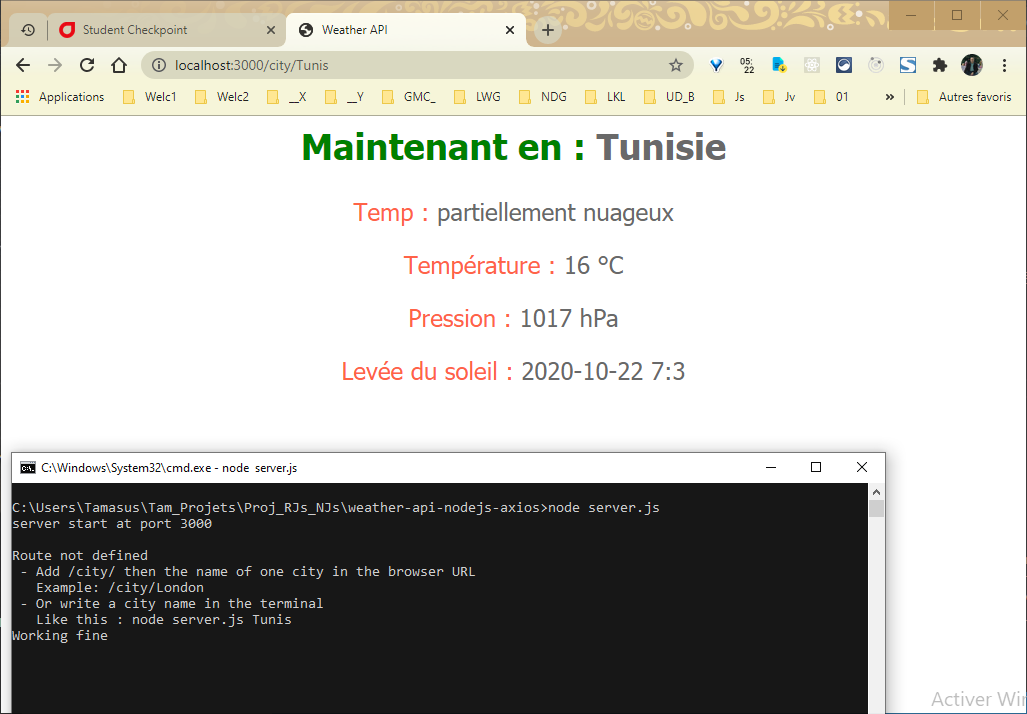 Student Checkpoint
Weather API
localhost:3000/city/Tunis
05:
22
Applications Welc1 Welc2 __X __Y GMC_ LWG NDG LKL UD_B Js Jv 01 » Autres favoris
Maintenant en : Tunisie
Temp : partiellement nuageux
Température : 16 °C
Pression : 1017 hPa
Levée du soleil : 2020-10-22 7:3
C:\Windows\System32\cmd.exe - node server.js
C:\Users\Tamasus\Tam_Projets\Proj_RJs_NJs\weather-api-nodejs-axios>node server.js
server start at port 3000
Route not defined
- Add /city/ then the name of one city in the browser URL
Example: /city/London
- Or write a city name in the terminal
Like this : node server.js Tunis
Working fine
Activer Wi